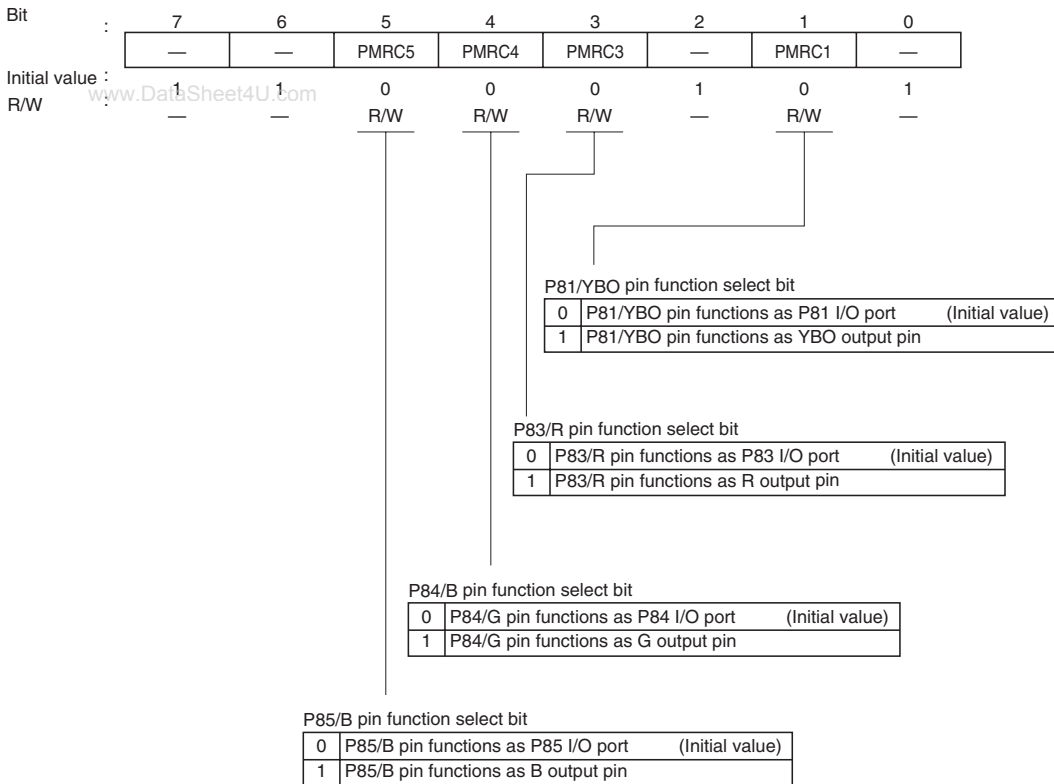 Bit : 7 6 5 4 3 2 1 0
— — PMRC5 PMRC4 PMRC3 — PMRC1 —
Initial value : 1 1 0 0 0 1 0 1
www.DataSheet4U.com
R/W : — — R/W R/W R/W — R/W —
P81/YBO pin function select bit
0 P81/YBO pin functions as P81 I/O port (Initial value)
1 P81/YBO pin functions as YBO output pin
P83/R pin function select bit
0 P83/R pin functions as P83 I/O port (Initial value)
1 P83/R pin functions as R output pin
P84/B pin function select bit
0 P84/G pin functions as P84 I/O port (Initial value)
1 P84/G pin functions as G output pin
P85/B pin function select bit
0 P85/B pin functions as P85 I/O port (Initial value)
1 P85/B pin functions as B output pin